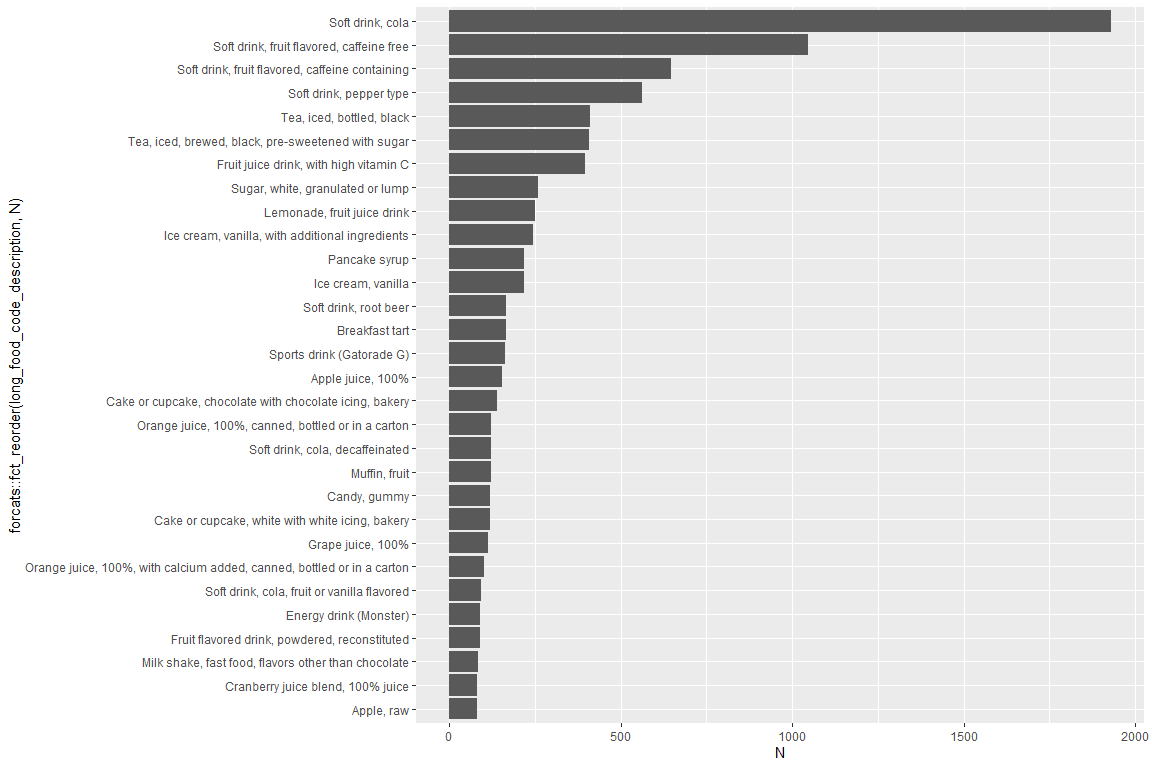 Soft drink, cola
Soft drink, fruit flavored, caffeine free
Soft drink, fruit flavored, caffeine containing
Soft drink, pepper type
Tea, iced, bottled, black
Tea, iced, brewed, black, pre-sweetened with sugar
Fruit juice drink, with high vitamin C
Sugar, white, granulated or lump
Lemonade, fruit juice drink
Ice cream, vanilla, with additional ingredients
Pancake syrup
Ice cream, vanilla
Soft drink, root beer
Breakfast tart
Sports drink (Gatorade G)
Apple juice, 100%
Cake or cupcake, chocolate with chocolate icing, bakery
Orange juice, 100%, canned, bottled or in a carton
Soft drink, cola, decaffeinated
Muffin, fruit
Candy, gummy
Cake or cupcake, white with white icing, bakery
Grape juice, 100%
Orange juice, 100%, with calcium added, canned, bottled or in a carton
Soft drink, cola, fruit or vanilla flavored
Energy drink (Monster)
Fruit flavored drink, powdered, reconstituted
Milk shake, fast food, flavors other than chocolate
Cranberry juice blend, 100% juice
Apple, raw
forcats::fct_reorder(long_food_code_description, N)
0 500 1000 1500 2000
N